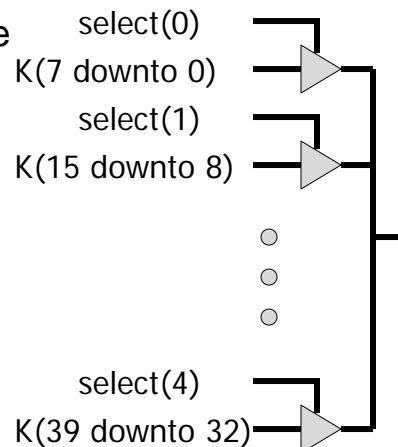 select(0)
e
K(7 downto 0)
select(1)
K(15 downto 8)
select(4)
K(39 downto 32)